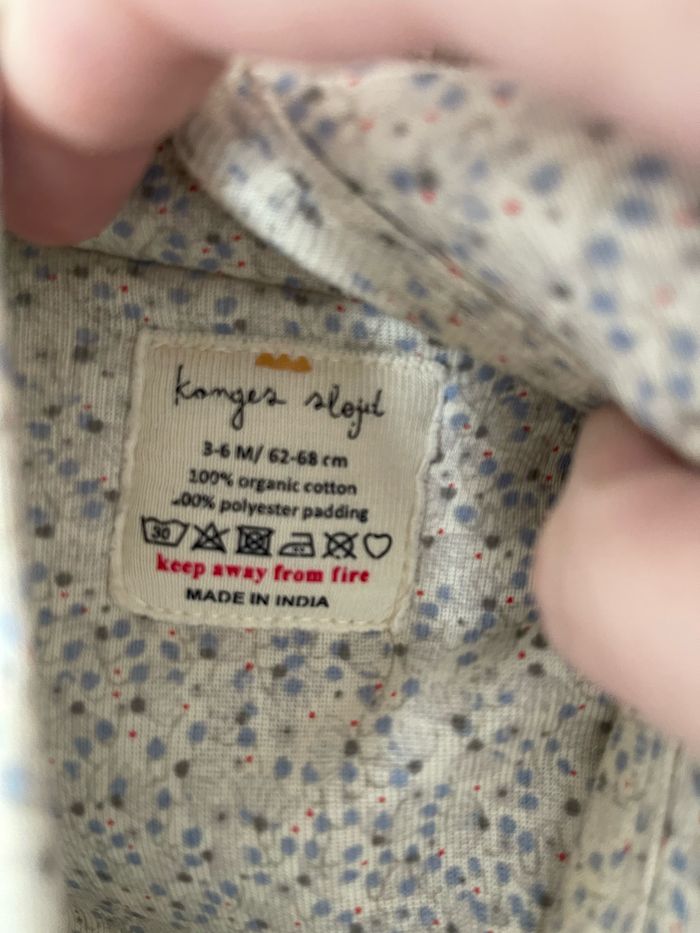 konges sløjd
3-6 M/ 62-68 cm
100% organic cotton
100% polyester padding
30
keep away from fire
MADE IN INDIA